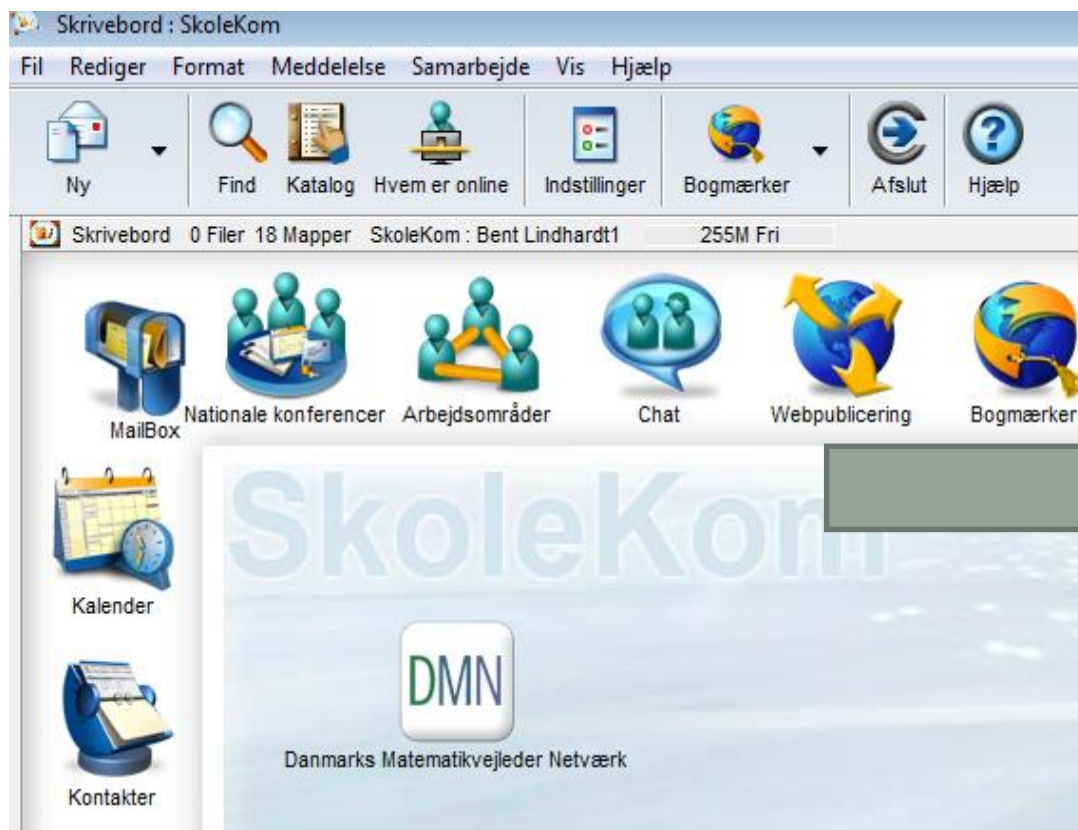 Skrivebord : SkoleKom
Fil Rediger Format Meddelelse Samarbejde Vis Hjælp
Ny Find Katalog Hvem er online Indstillinger Bogmærker Afslut Hjælp
Skrivebord 0 Filer 18 Mapper SkoleKom : Bent Lindhardt1 255M Fri
MailBox Nationale konferencer Arbejdsområder Chat Webpublicering Bogmærker
SkoleKom
Kalender
DMN
Danmarks Matematikvejleder Netværk
Kontakter